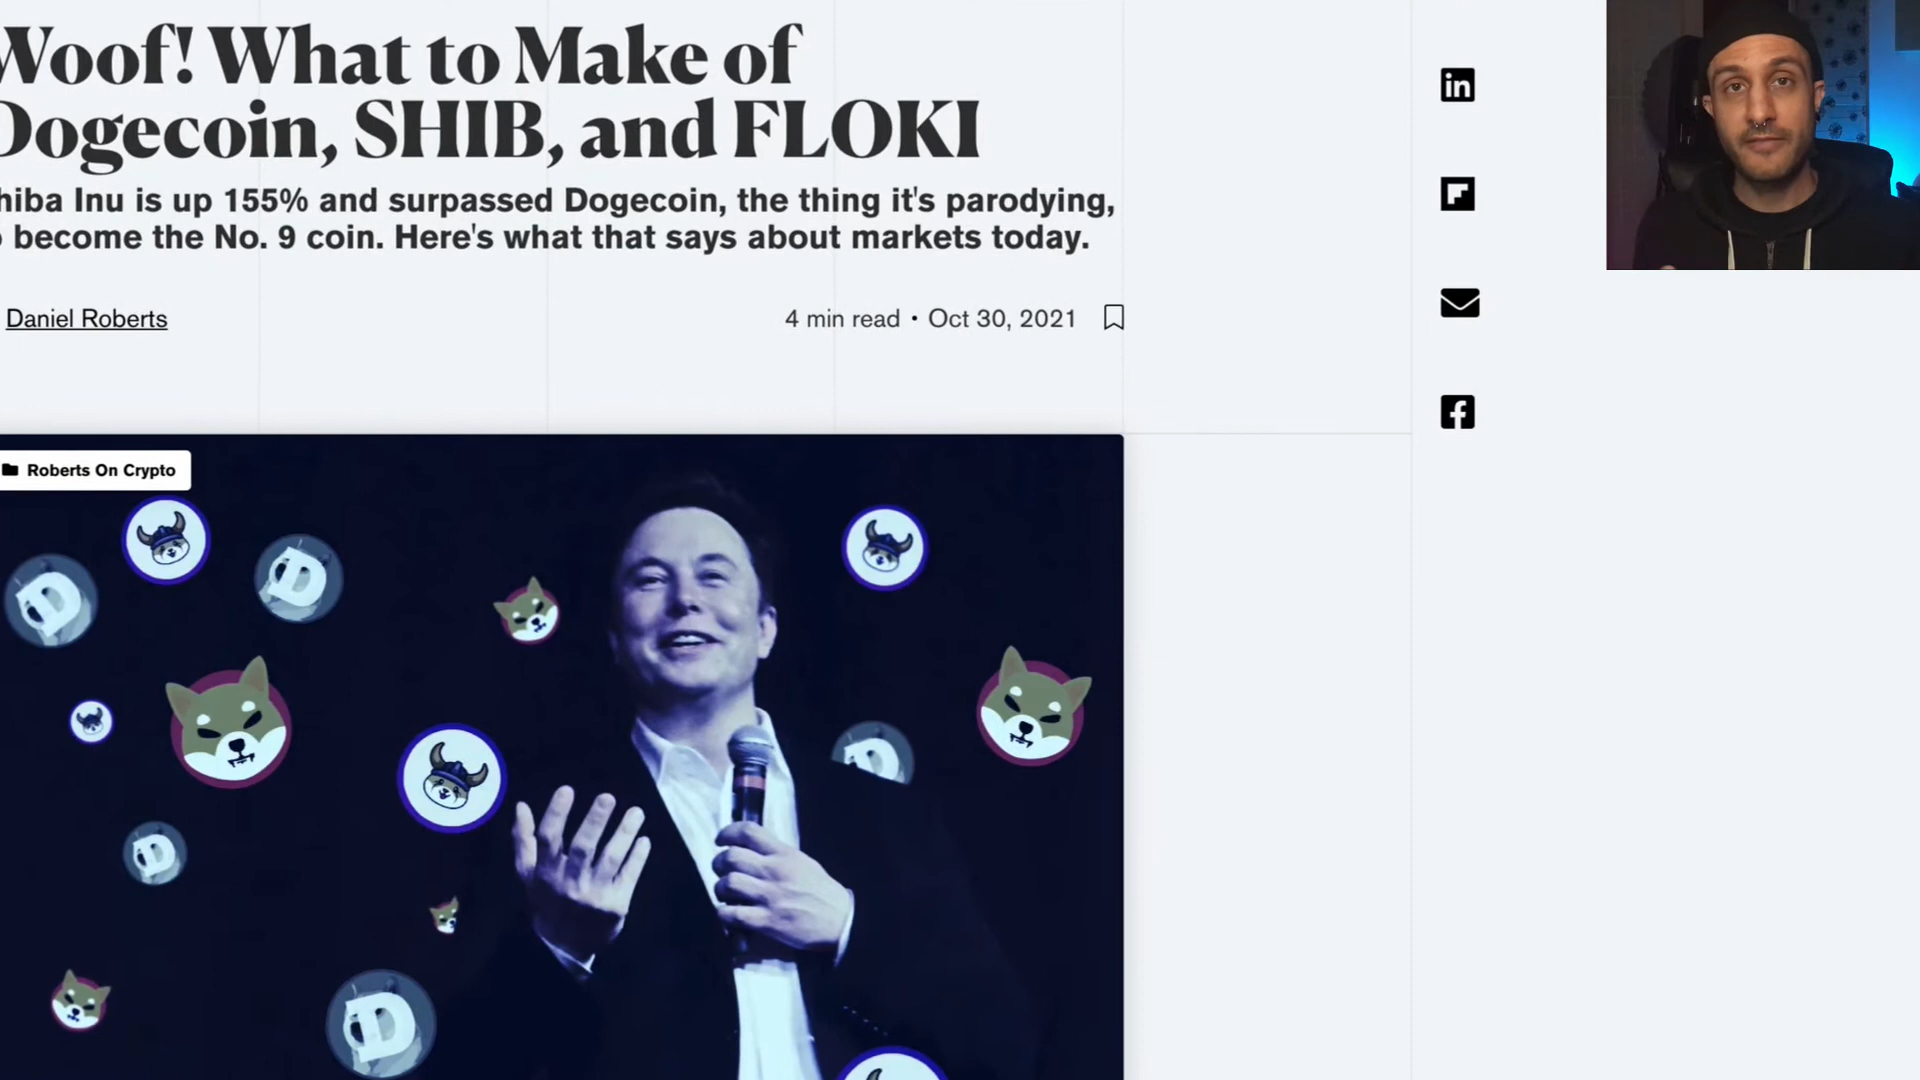 Woof! What to Make of
Dogecoin, SHIB, and FLOKI
hiba Inu is up 155% and surpassed Dogecoin, the thing it's parodying,
become the No. 9 coin. Here's what that says about markets today.
Daniel Roberts
4 min read • Oct 30, 2021
Roberts On Crypto